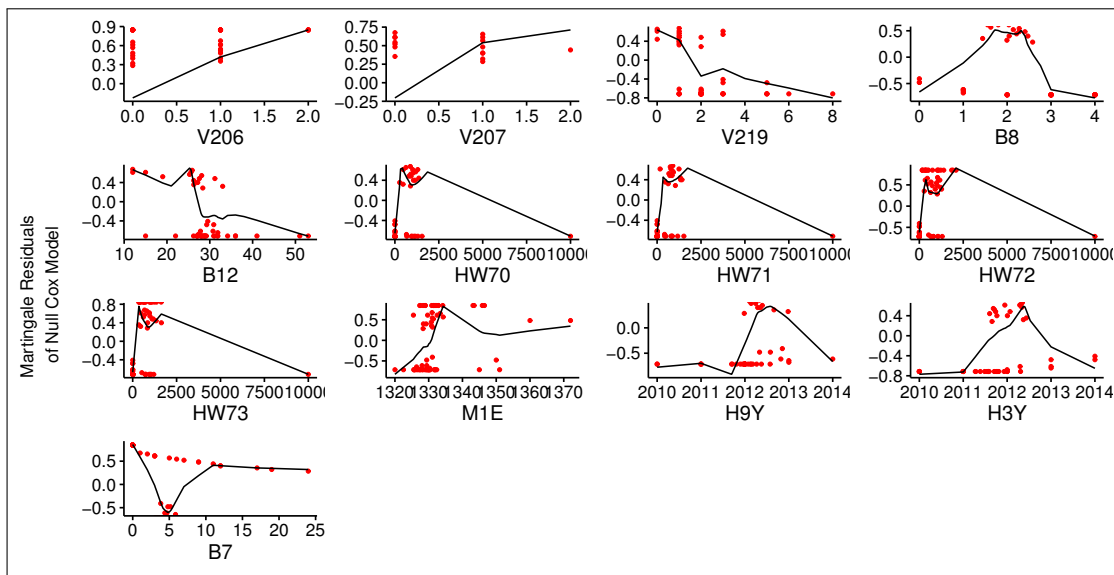 Martingale Residuals
of Null Cox Model
0.9
0.6
0.3
0.0
0.0 0.5 1.0 1.5 2.0
V206
0.75
0.50
0.25
0.00
−0.25
0.0 0.5 1.0 1.5 2.0
V207
0.4
0.0
−0.4
−0.8
0 2 4 6 8
V219
0.5
0.0
−0.5
0 1 2 3 4
B8
0.4
0.0
−0.4
10 20 30 40 50
B12
0.4
0.0
−0.4
0 2500 5000 7500 1000
HW70
0.4
0.0
−0.4
0 2500 5000 7500 1000
HW71
0.5
0.0
−0.5
0 2500 5000 7500 1000
HW72
0.8
0.4
0.0
−0.4
0 2500 5000 7500 1000
HW73
0.5
0.0
−0.5
1320 1330 1340 1350 1360 1370
M1E
0.0
−0.5
2010 2011 2012 2013 2014
H9Y
0.4
0.0
−0.4
−0.8
2010 2011 2012 2013 2014
H3Y
0.5
0.0
−0.5
0 5 10 15 20 25
B7